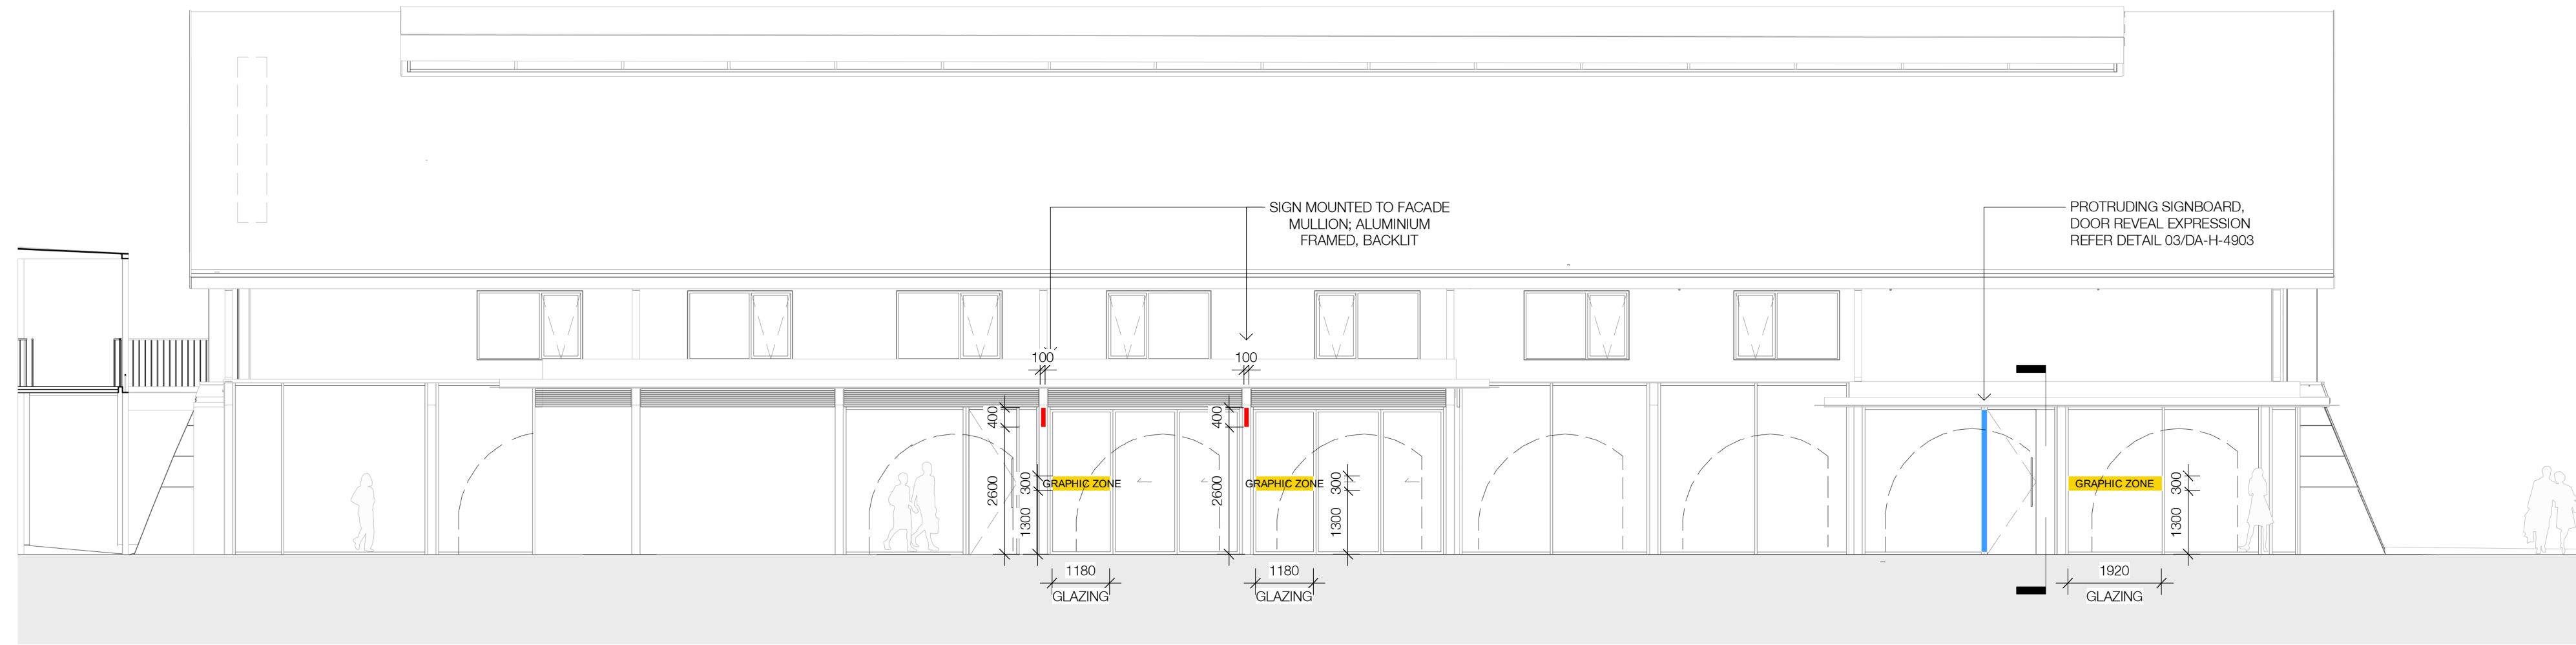 SIGN MOUNTED TO FACADE
MULLION; ALUMINIUM
FRAMED, BACKLIT
PROTRUDING SIGNBOARD,
DOOR REVEAL EXPRESSION
REFER DETAIL 03/DA-H-4903
100
100
400
400
2600
300
1300
GRAPHIC ZONE
2600
GRAPHIC ZONE
300
1300
GRAPHIC ZONE
300
1300
1180
GLAZING
1180
GLAZING
1920
GLAZING